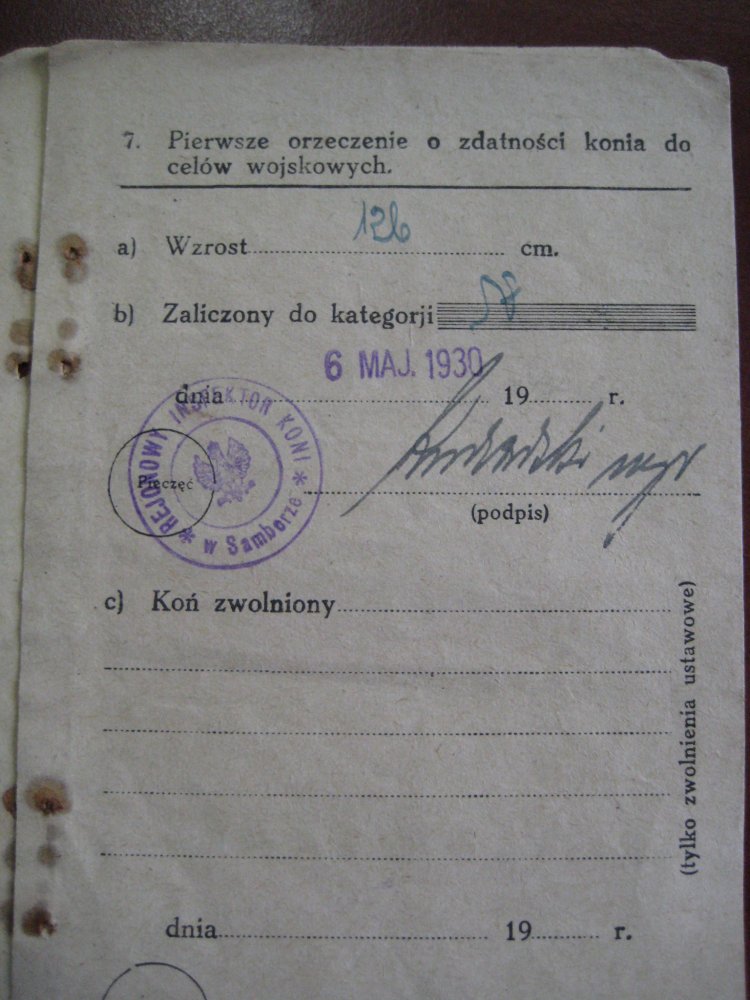 7. Pierwsze orzeczenie o zdatności konia do
celów wojskowych.
a) Wzrost 126 cm.
b) Zaliczony do kategorji
6 MAJ. 1930
dnia 19 r.
REJONOWY INSPEKTOR KONI
* w Samborze *
Pieczęć
(podpis)
c) Koń zwolniony
(tylko zwolnienia ustawowe)
dnia 19 r.